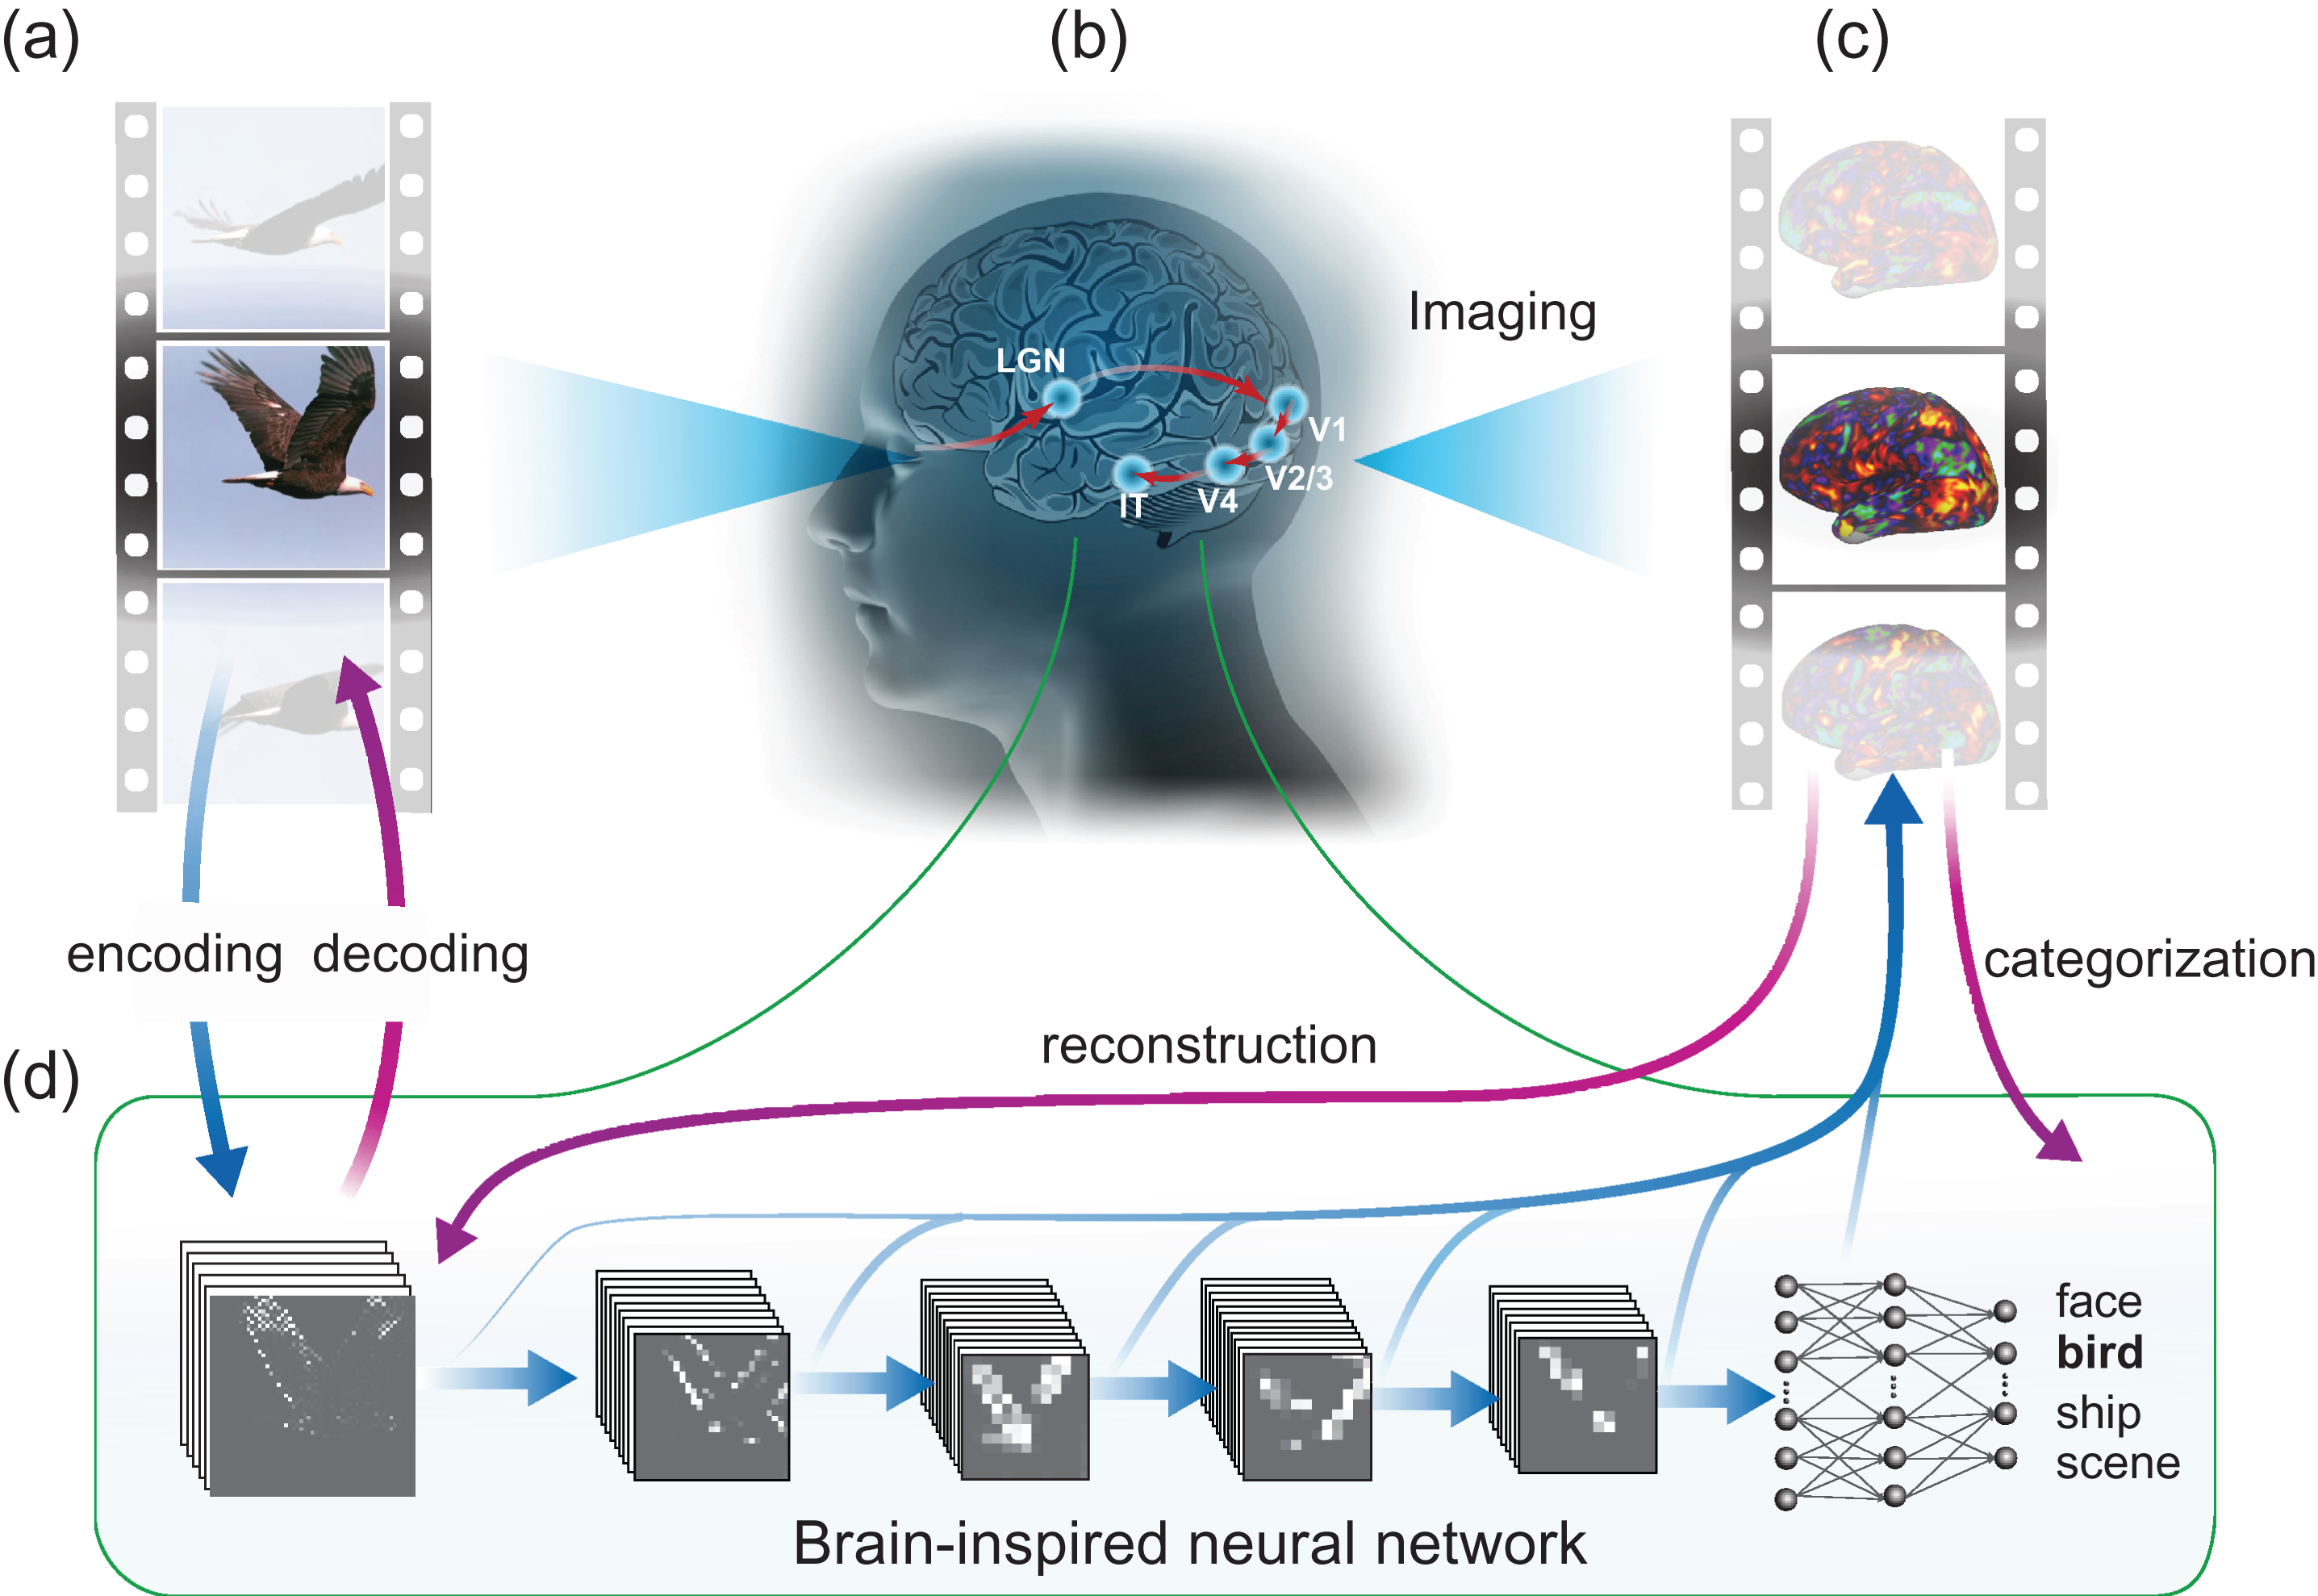 (a)
(b)
(c)
Imaging
LGN
V1
V2/3
V4
IT
encoding
decoding
categorization
reconstruction
(d)
face
bird
ship
scene
Brain-inspired neural network